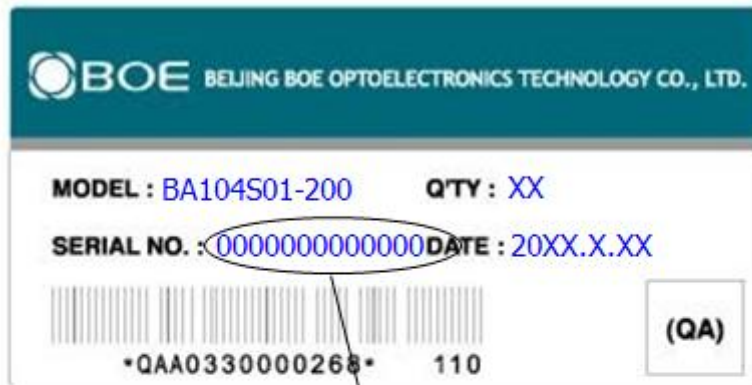 BOE BEIJING BOE OPTOELECTRONICS TECHNOLOGY CO., LTD.
MODEL : BA104S01-200 Q'TY : XX
SERIAL NO. : 0000000000000 DATE : 20XX.X.XX
(QA)
*QAA0330000268* 110